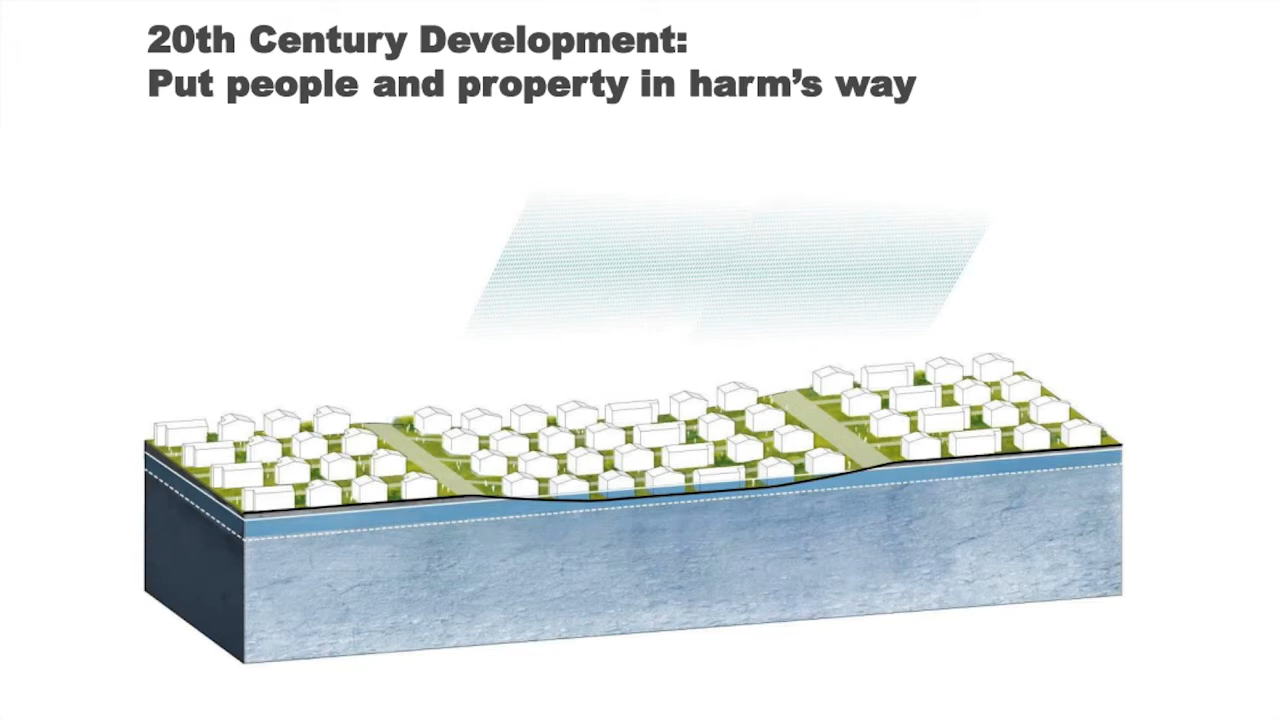 20th Century Development:
Put people and property in harm’s way